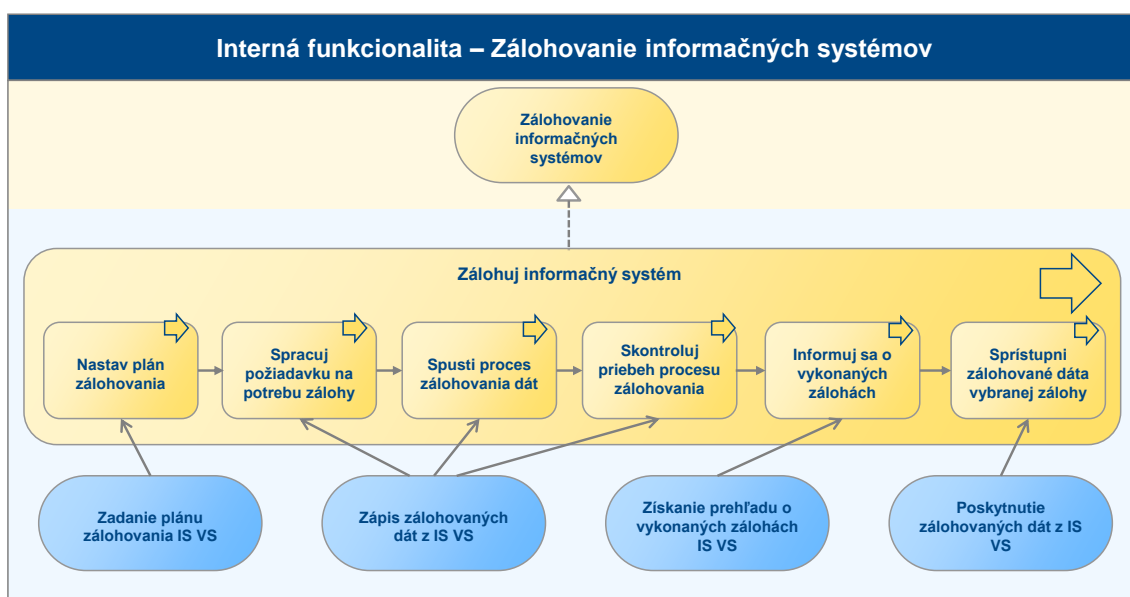 Interná funkcionalita – Zálohovanie informačných systémov
Zálohovanie
informačných
systémov
Zálohuj informačný systém
Nastav plán
zálohovania
Spracuj
požiadavku na
potrebu zálohy
Spusti proces
zálohovania dát
Skontroluj
priebeh procesu
zálohovania
Informuj sa o
vykonaných
zálohách
Sprístupni
zálohované dáta
vybranej zálohy
Zadanie plánu
zálohovania IS VS
Zápis zálohovaných
dát z IS VS
Získanie prehľadu o
vykonaných zálohách
IS VS
Poskytnutie
zálohovaných dát z IS
VS